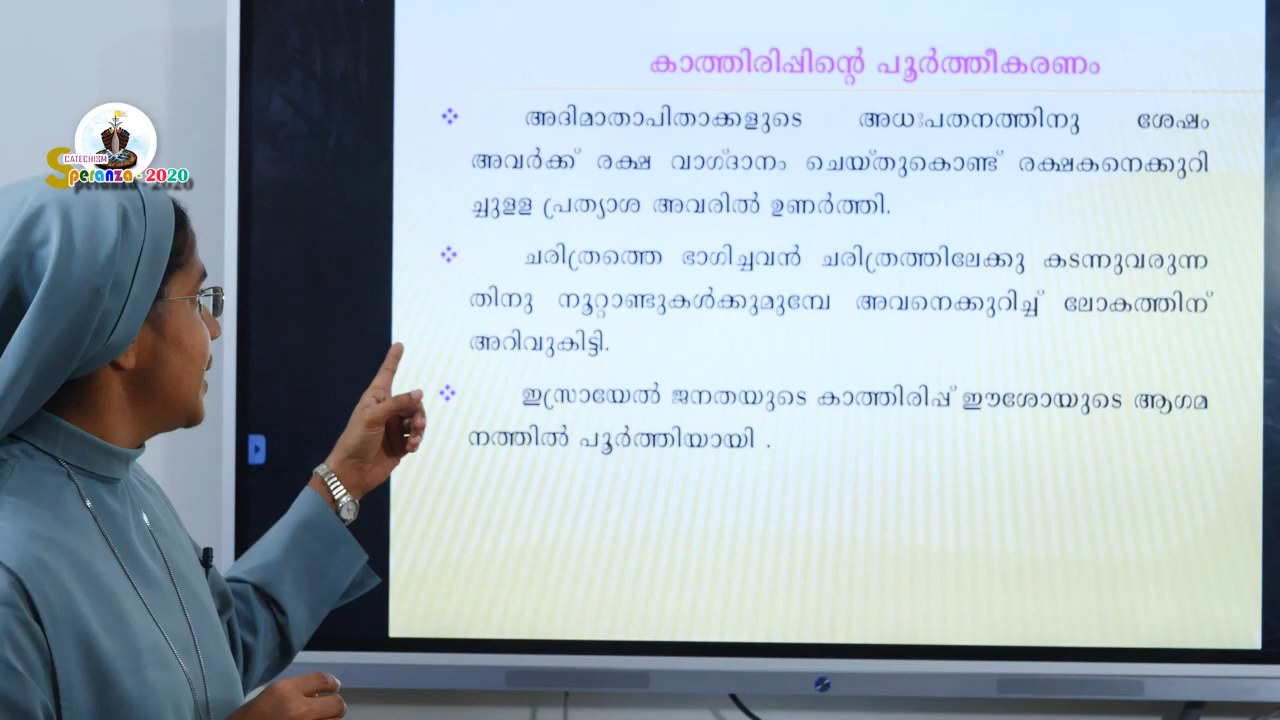 CATECHISM
Speranza - 2020
കാത്തിരിപ്പിന്റെ പൂർത്തീകരണം
അദിമാതാപിതാക്കളുടെ അധഃപതനത്തിനു ശേഷം
അവർക്ക് രക്ഷ വാഗ്ദാനം ചെയ്തുകൊണ്ട് രക്ഷകനെക്കുറി
ച്ചുളള പ്രത്യാശ അവരിൽ ഉണർത്തി.
ചരിത്രത്തെ ഭാഗിച്ചവൻ ചരിത്രത്തിലേക്കു കടന്നുവരുന്ന
തിനു നൂറ്റാണ്ടുകൾക്കുമുമ്പേ അവനെക്കുറിച്ച് ലോകത്തിന്
അറിവുകിട്ടി.
ഇസ്രായേൽ ജനതയുടെ കാത്തിരിപ്പ് ഈശോയുടെ ആഗമ
നത്തിൽ പൂർത്തിയായി .